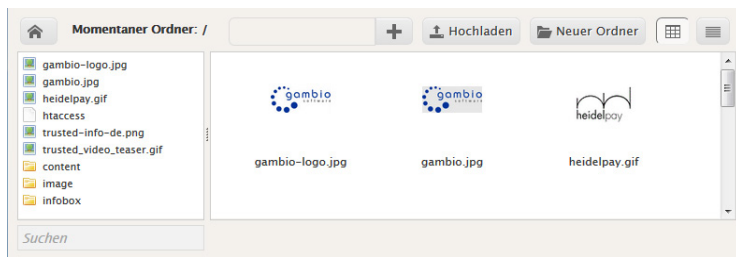 Momentaner Ordner: /
Hochladen
Neuer Ordner
gambio-logo.jpg
gambio.jpg
heidelpay.gif
htaccess
trusted-info-de.png
trusted_video_teaser.gif
content
image
infobox
gambio
software
gambio
software
heidelpay
gambio-logo.jpg
gambio.jpg
heidelpay.gif
Suchen